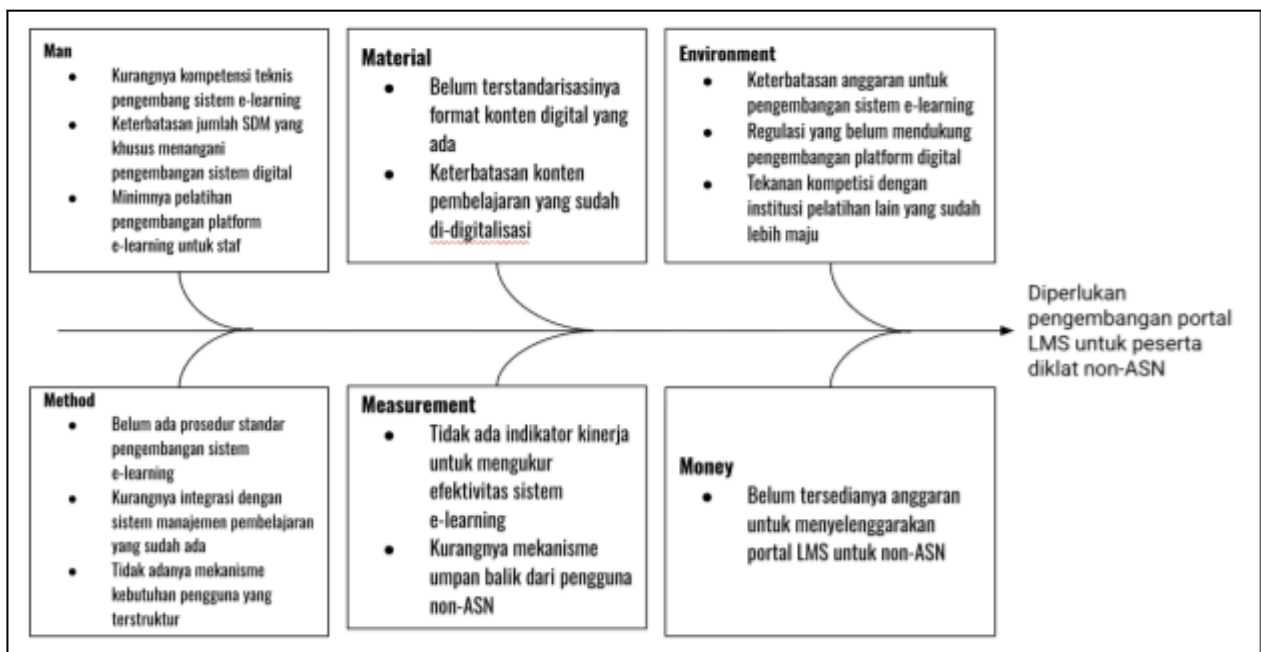 Man
● Kurangnya kompetensi teknis
pengembang sistem e-learning
● Keterbatasan jumlah SDM yang
khusus menangani
pengembangan sistem digital
● Minimnya pelatihan
pengembangan platform
e-learning untuk staf
Material
● Belum terstandarisasinya
format konten digital yang
ada
● Keterbatasan konten
pembelajaran yang sudah
di-digitalisasi
Environment
● Keterbatasan anggaran untuk
pengembangan sistem e-learning
● Regulasi yang belum mendukung
pengembangan platform digital
● Tekanan kompetisi dengan
institusi pelatihan lain yang sudah
lebih maju
Diperlukan
pengembangan portal
LMS untuk peserta
diklat non-ASN
Method
● Belum ada prosedur standar
pengembangan sistem
e-learning
● Kurangnya integrasi dengan
sistem manajemen pembelajaran
yang sudah ada
● Tidak adanya mekanisme
kebutuhan pengguna yang
terstruktur
Measurement
● Tidak ada indikator kinerja
untuk mengukur
efektivitas sistem
e-learning
● Kurangnya mekanisme
umpan balik dari pengguna
non-ASN
Money
● Belum tersedianya anggaran
untuk menyelenggarakan
portal LMS untuk non-ASN